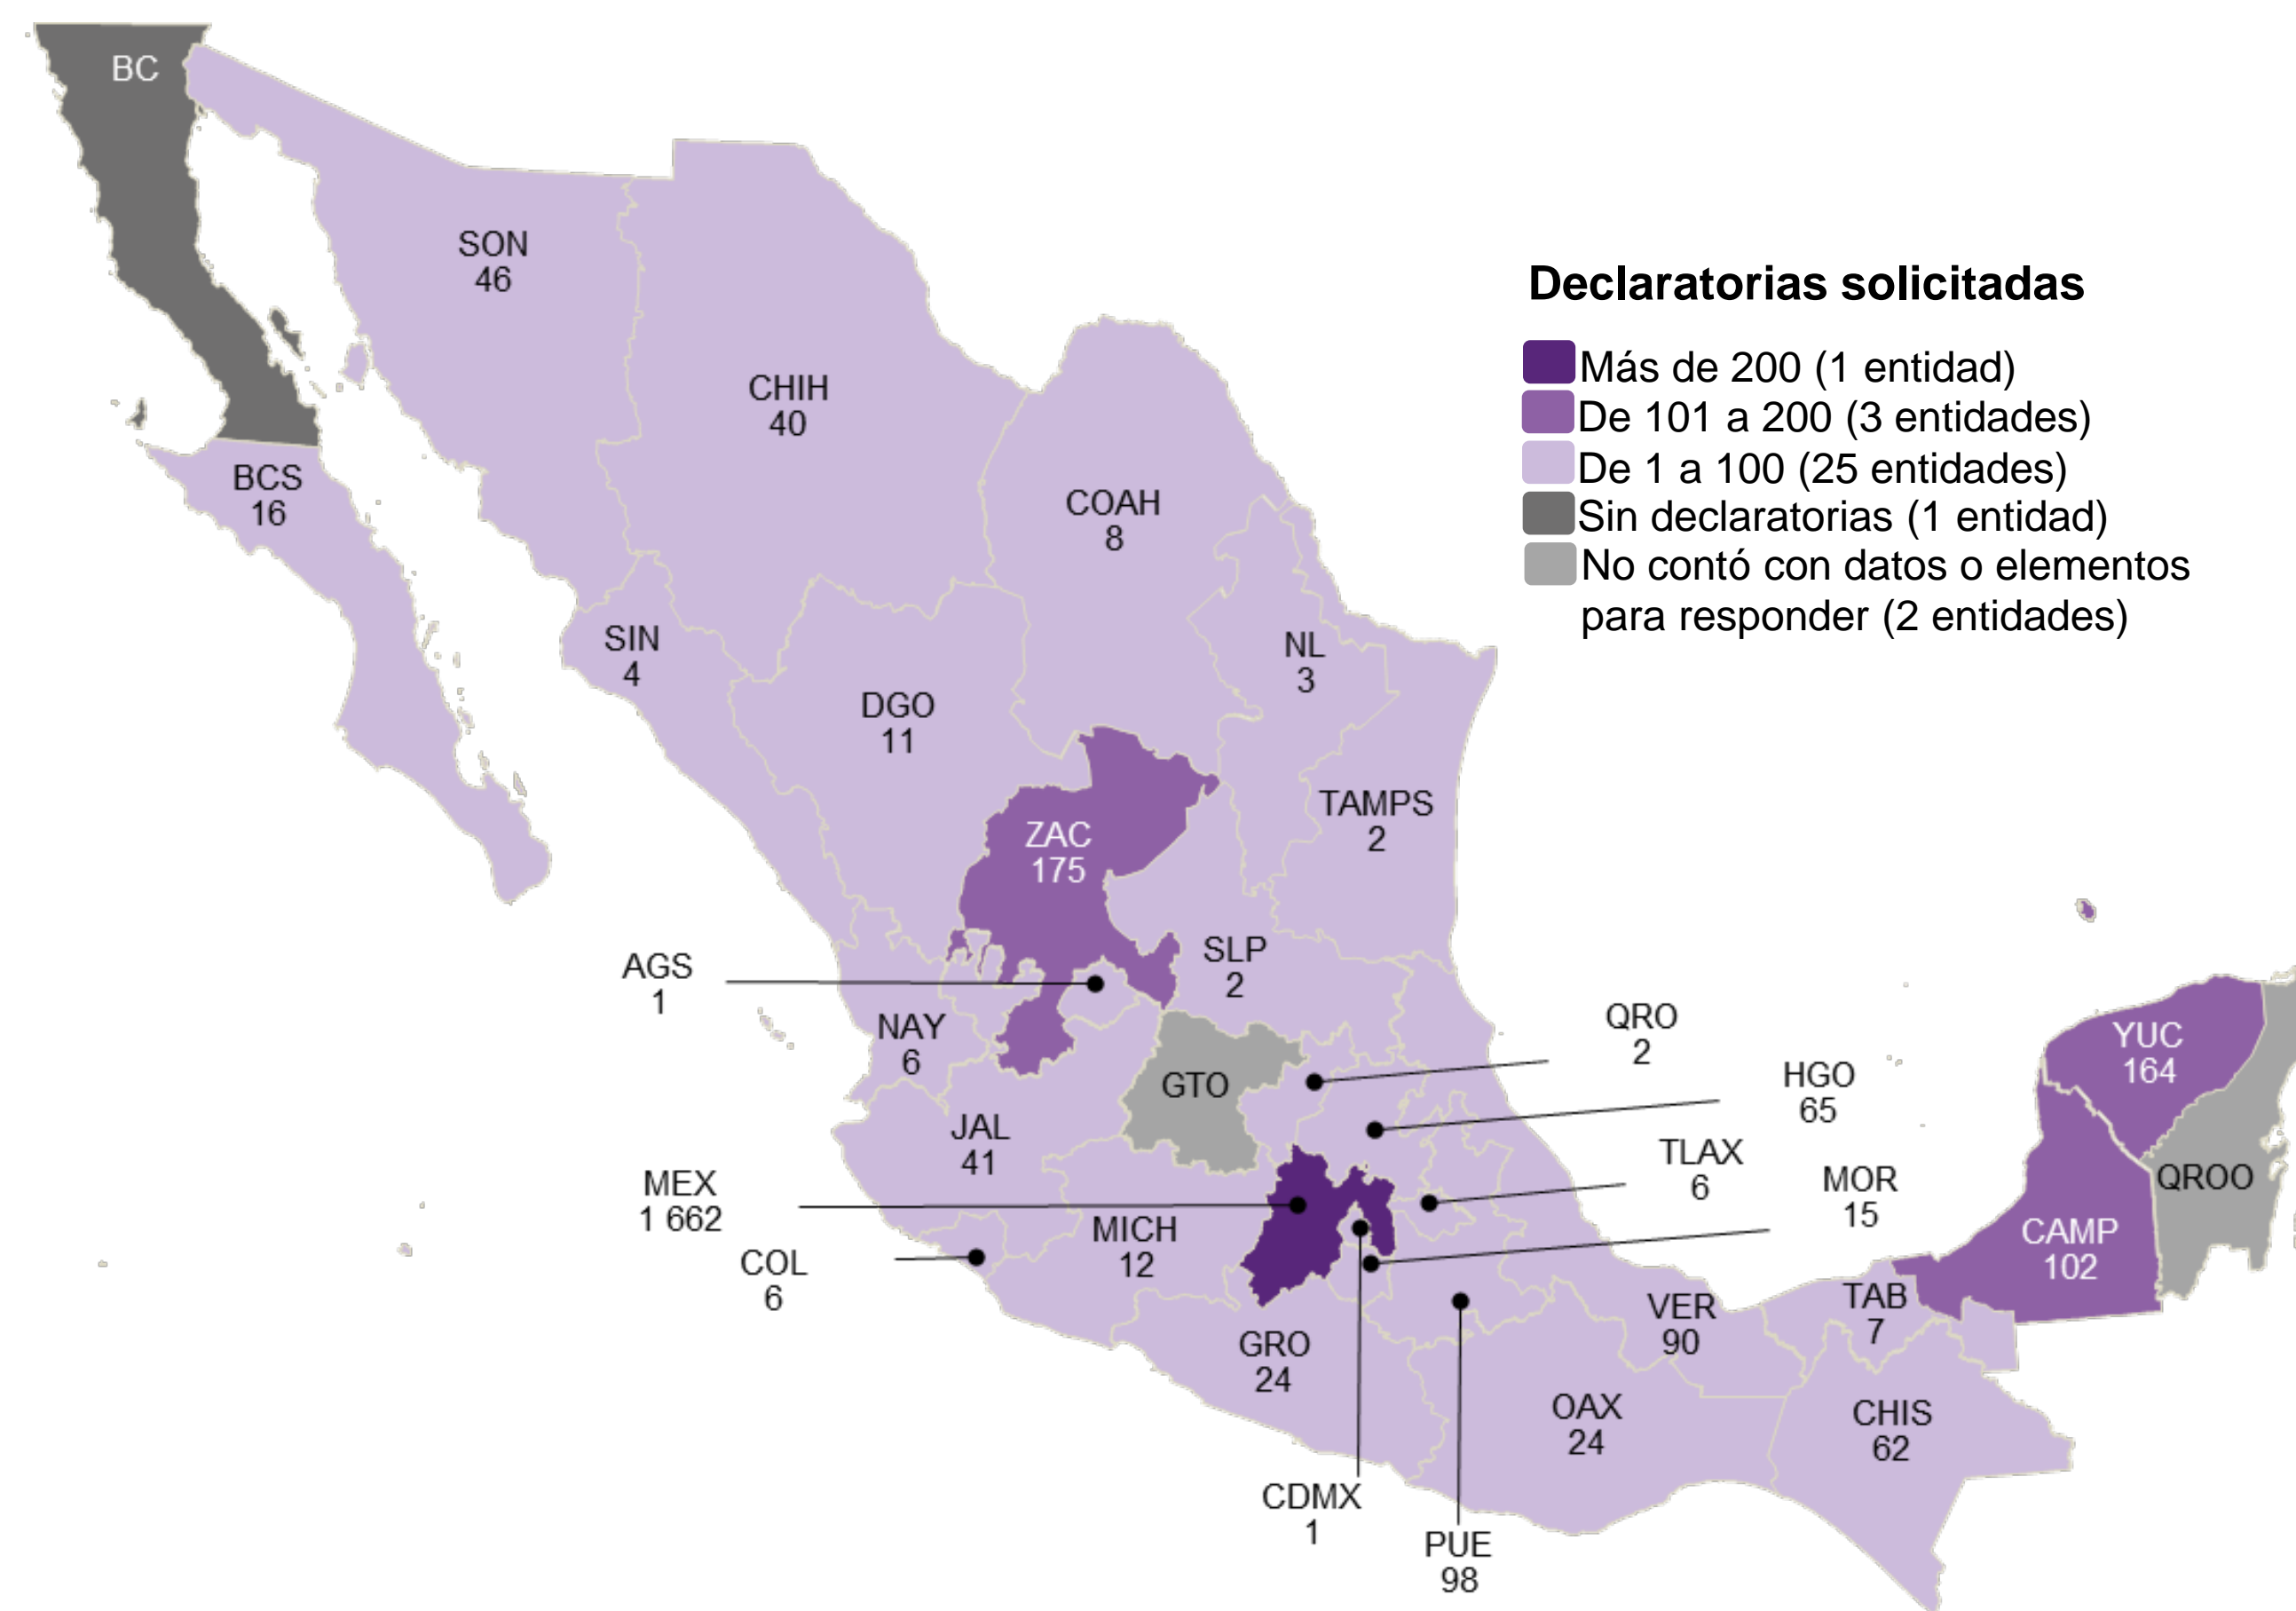 BC
SON
46
CHIH
40
BCS
16
COAH
8
Declaratorias solicitadas
Más de 200 (1 entidad)
De 101 a 200 (3 entidades)
De 1 a 100 (25 entidades)
Sin declaratorias (1 entidad)
No contó con datos o elementos
para responder (2 entidades)
SIN
4
NL
3
DGO
11
TAMPS
2
ZAC
175
SLP
2
AGS
1
NAY
6
QRO
2
YUC
164
GTO
HGO
65
JAL
41
TLAX
6
MOR
15
QROO
MEX
1 662
MICH
12
CAMP
102
COL
6
TAB
7
VER
90
GRO
24
OAX
24
CHIS
62
CDMX
1
PUE
98